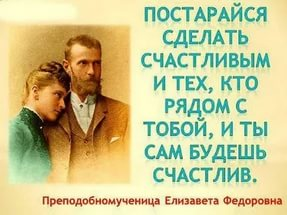 ПОСТАРАЙСЯ
СДЕЛАТЬ
СЧАСТЛИВЫМ
И ТЕХ, КТО
РЯДОМ С
ТОБОЙ, И ТЫ
САМ БУДЕШЬ
СЧАСТЛИВ.
Преподобномученица Елизавета Федоровна